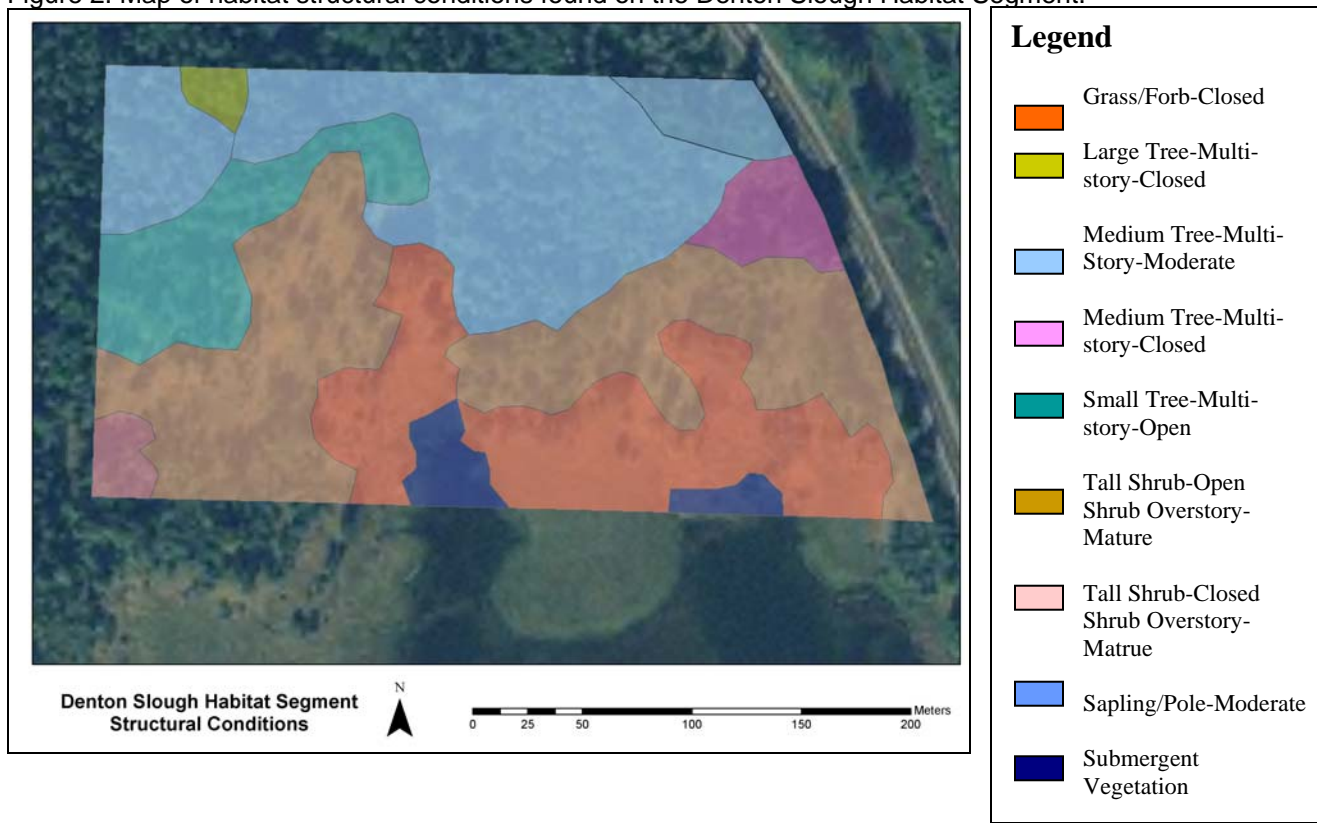 Figure 2. Map of habitat structural conditions found on the Denton Slough Habitat Segment.
Legend
Grass/Forb-Closed
Large Tree-Multi-
story-Closed
Medium Tree-Multi-
Story-Moderate
Medium Tree-Multi-
story-Closed
Small Tree-Multi-
story-Open
Tall Shrub-Open
Shrub Overstory-
Mature
Tall Shrub-Closed
Shrub Overstory-
Matrue
Sapling/Pole-Moderate
Submergent
Vegetation
Denton Slough Habitat Segment
Structural Conditions
N
Meters
0 25 50 100 150 200